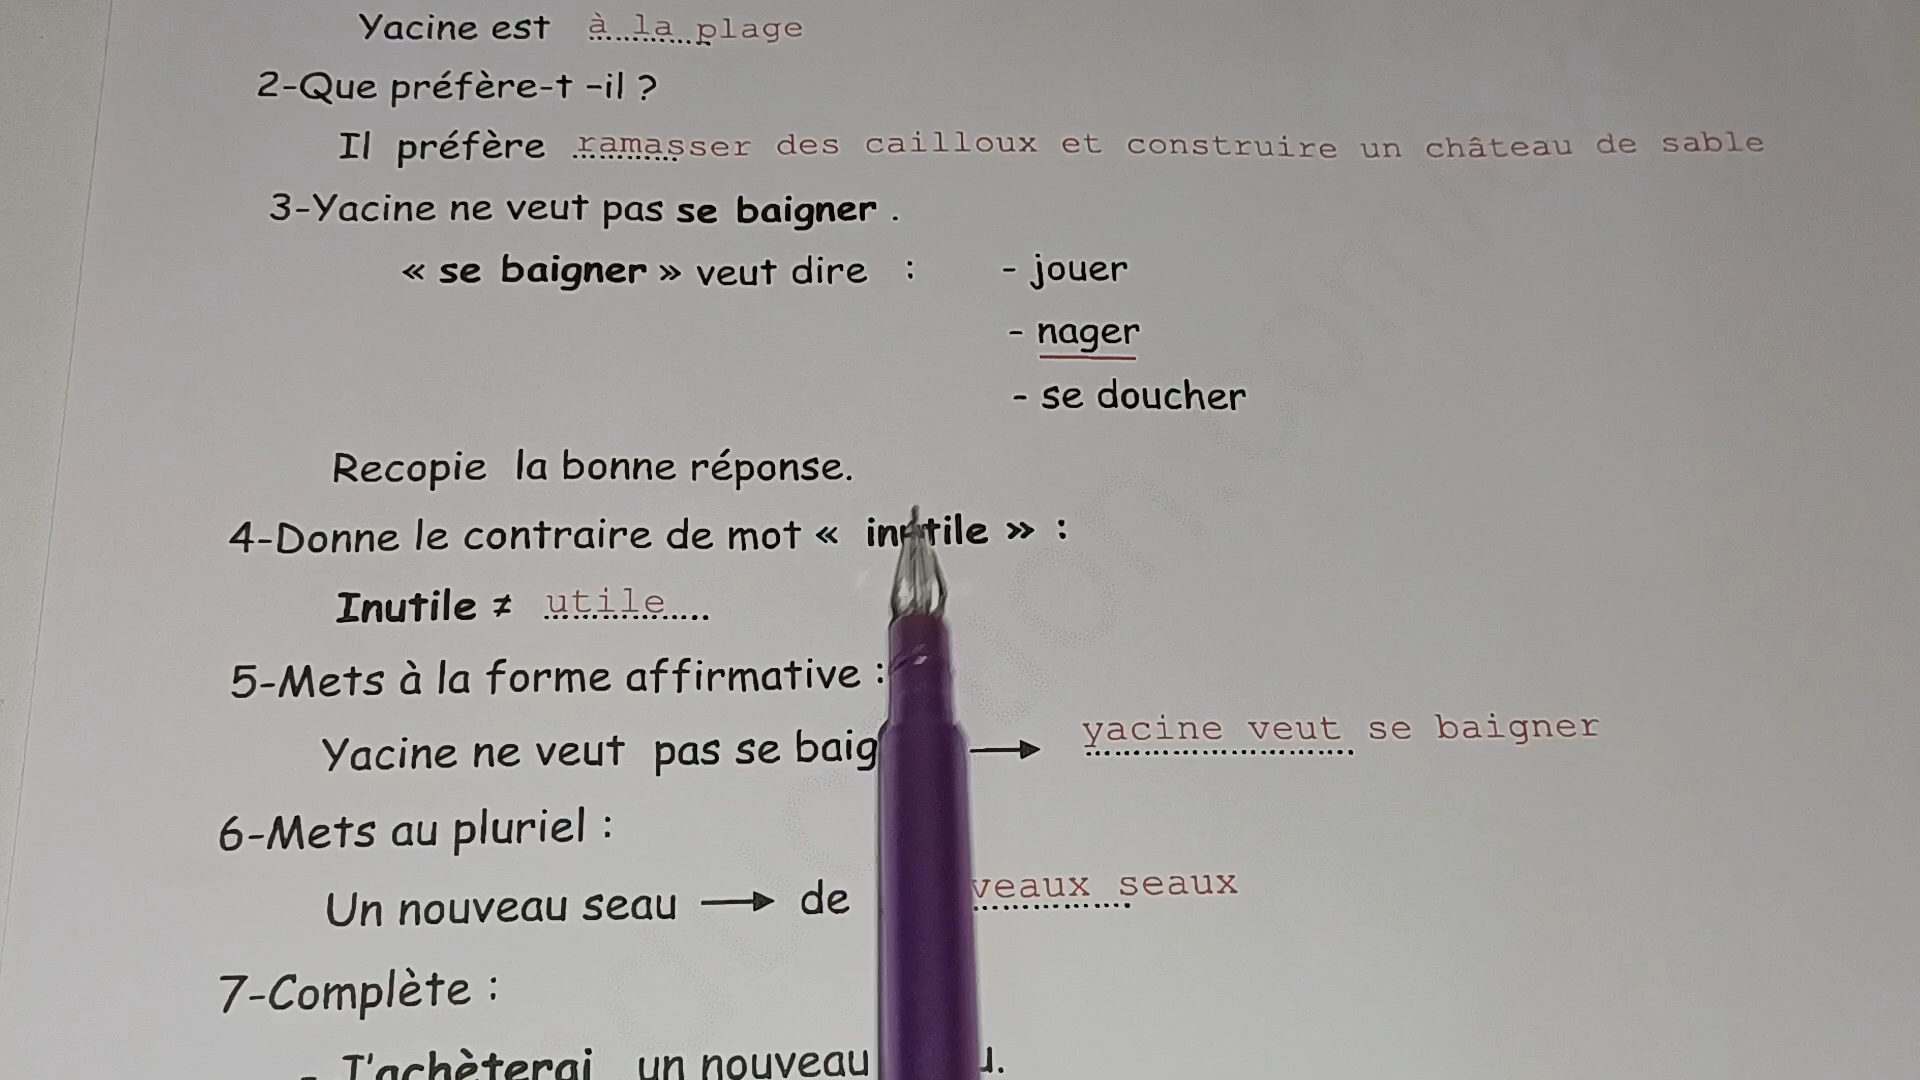 Yacine est à la plage
2-Que préfère-t -il ?
Il préfère ramasser des cailloux et construire un château de sable
3-Yacine ne veut pas se baigner .
« se baigner » veut dire : - jouer
- nager
- se doucher
Recopie la bonne réponse.
4-Donne le contraire de mot « inutile » :
Inutile ≠ utile
5-Mets à la forme affirmative :
Yacine ne veut pas se baig → yacine veut se baigner
6-Mets au pluriel :
Un nouveau seau → de veaux seaux
7-Complète :
- J'achèterai un nouveau